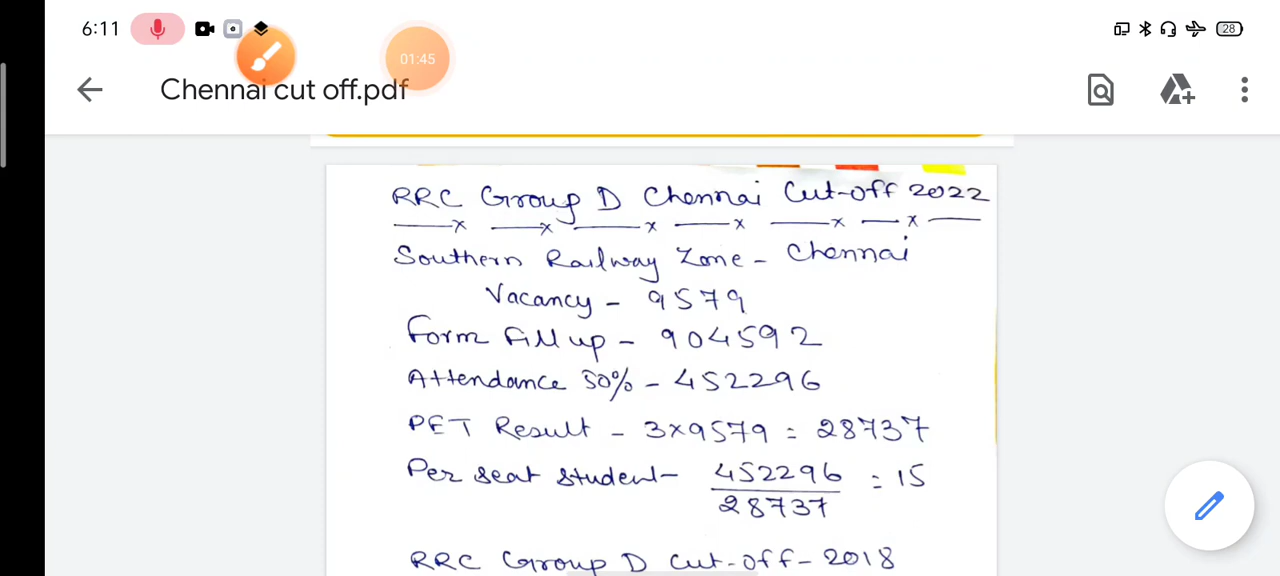 6:11
28
01:45
Chennai cut off.pdf
RRC Group D Chennai Cut-off 2022
Southern Railway Zone - Chennai
Vacancy - 9579
Form fill up - 904592
Attendance 50% - 452296
PET Result - 3x9579 = 28737
Per seat student- 452296 = 15
28737
RRC Group D Cut-off-2018